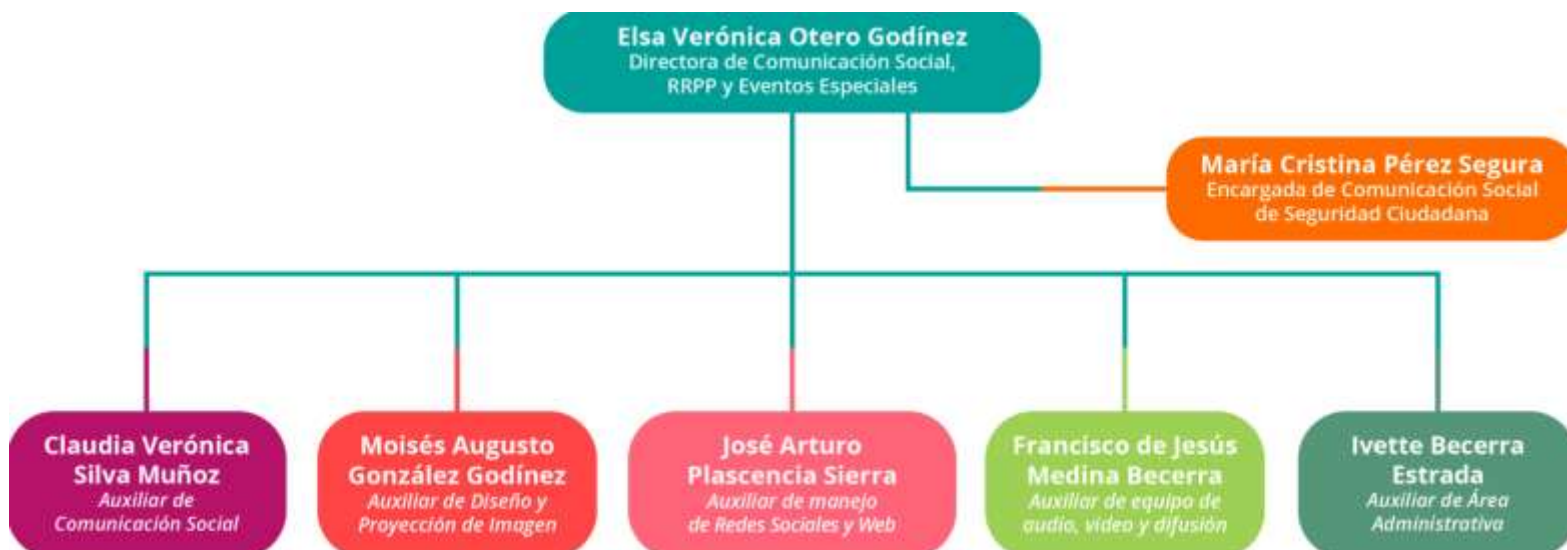 Elsa Verónica Otero Godínez
Directora de Comunicación Social,
RRPP y Eventos Especiales
María Cristina Pérez Segura
Encargada de Comunicación Social
de Seguridad Ciudadana
Claudia Verónica
Silva Muñoz
Auxiliar de
Comunicación Social
Moisés Augusto
González Godínez
Auxiliar de Diseño y
Proyección de Imagen
José Arturo
Plascencia Sierra
Auxiliar de manejo
de Redes Sociales y Web
Francisco de Jesús
Medina Becerra
Auxiliar de equipo de
audio, video y difusión
Ivette Becerra
Estrada
Auxiliar de Área
Administrativa